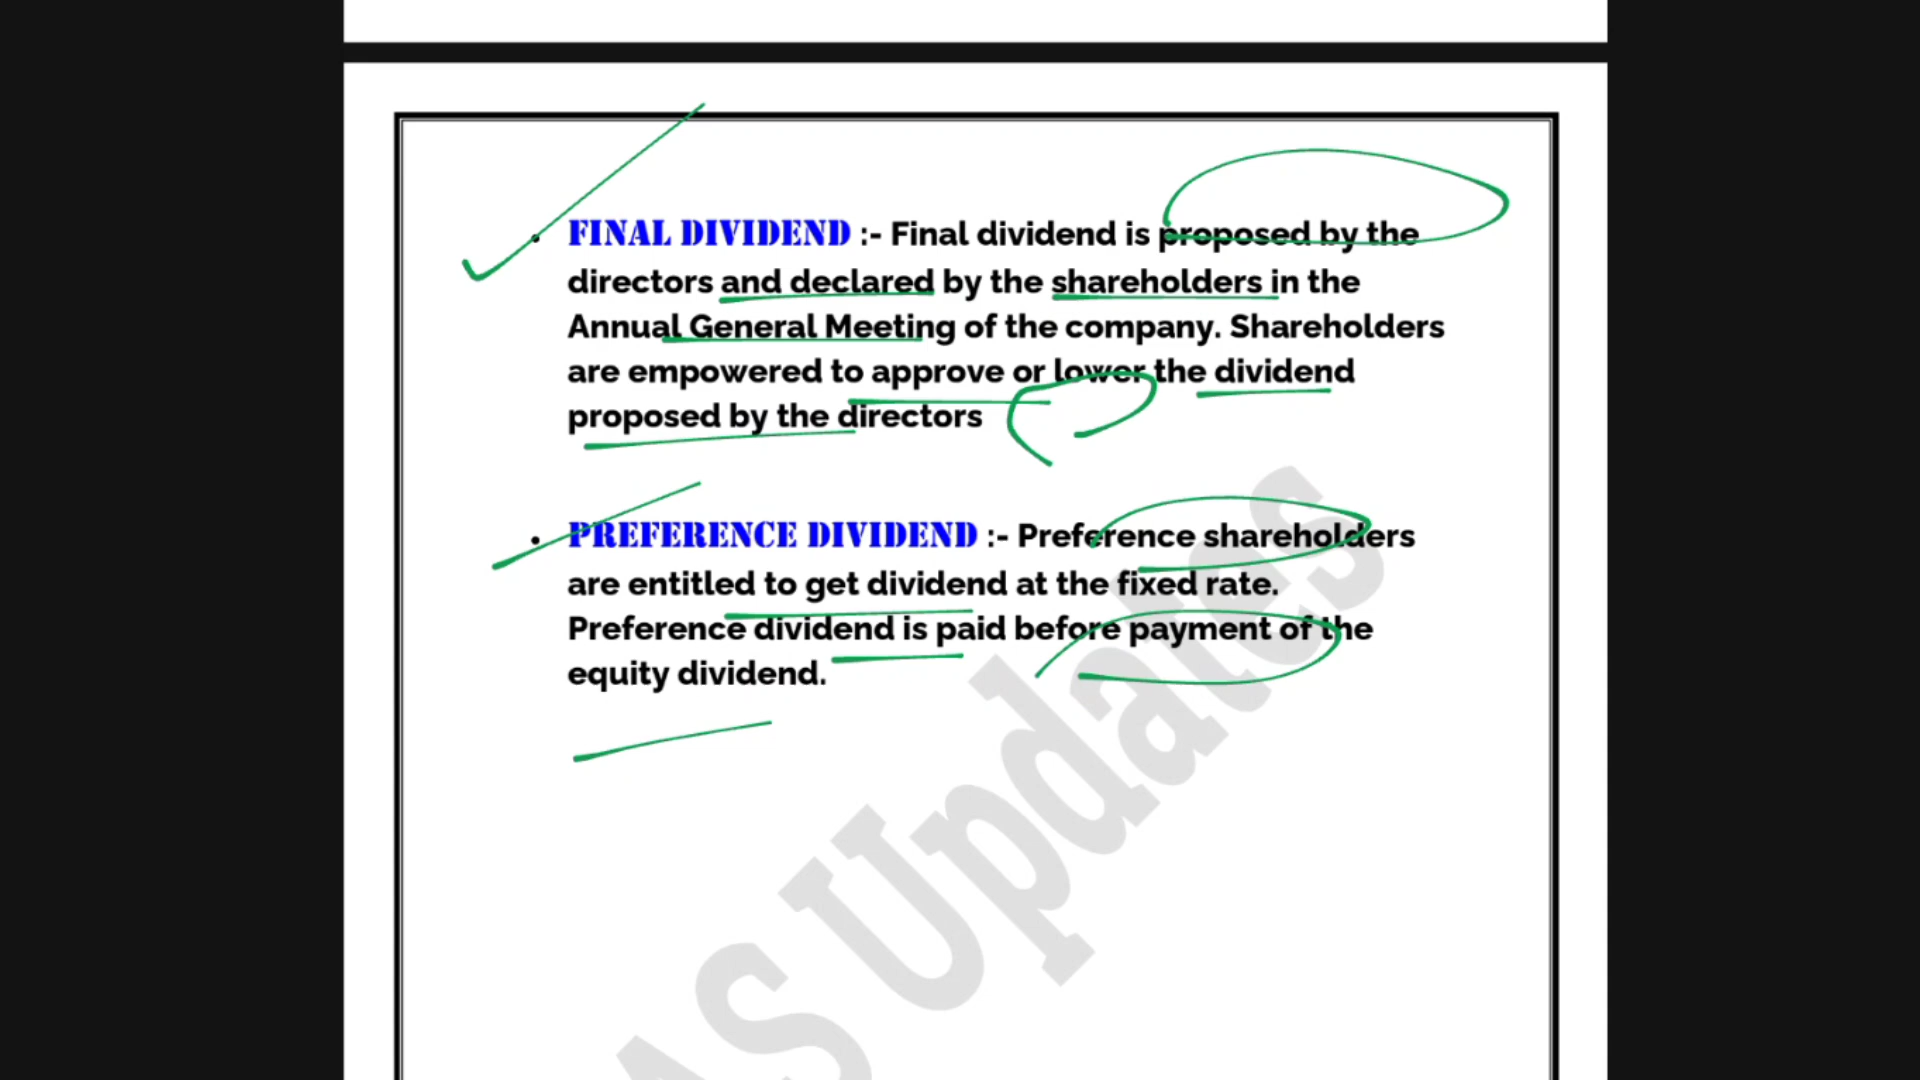 • FINAL DIVIDEND :- Final dividend is proposed by the
directors and declared by the shareholders in the
Annual General Meeting of the company. Shareholders
are empowered to approve or lower the dividend
proposed by the directors
• PREFERENCE DIVIDEND :- Preference shareholders
are entitled to get dividend at the fixed rate.
Preference dividend is paid before payment of the
equity dividend.
AS Updates